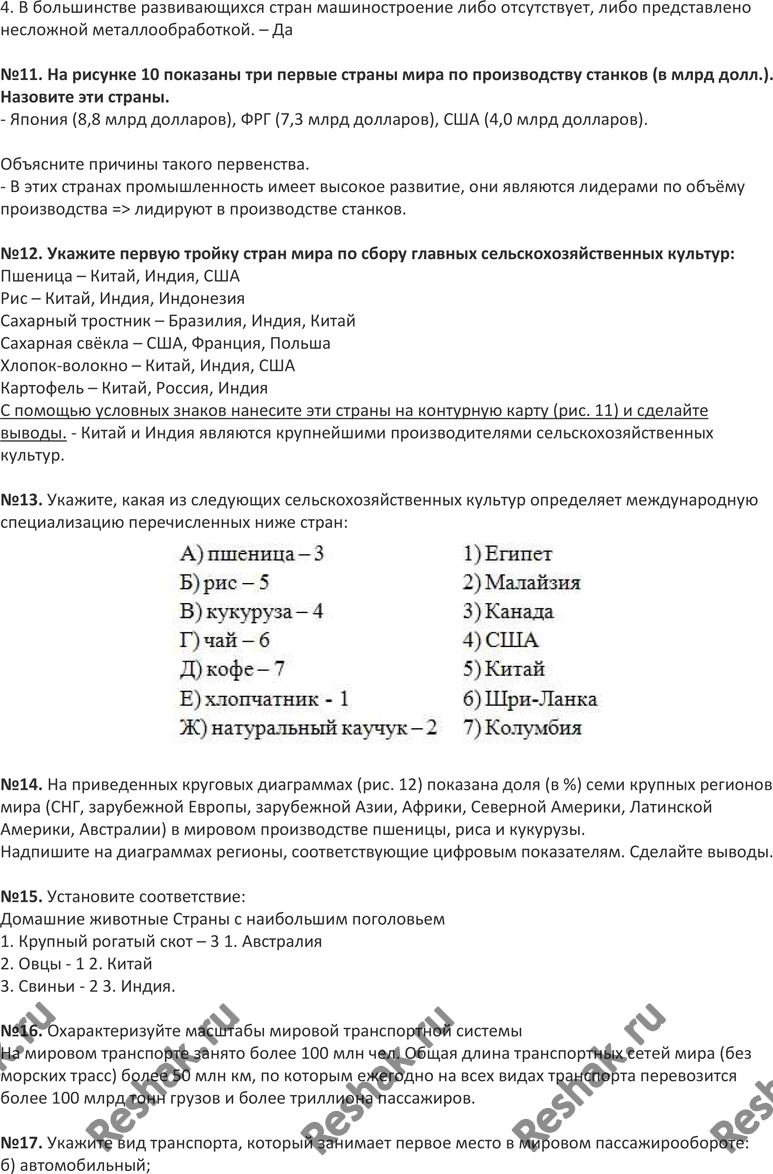 4. В большинстве развивающихся стран машиностроение либо отсутствует, либо представлено
несложной металлообработкой. – Да
№11. На рисунке 10 показаны три первые страны мира по производству станков (в млрд долл.).
Назовите эти страны.
- Япония (8,8 млрд долларов), ФРГ (7,3 млрд долларов), США (4,0 млрд долларов).
Объясните причины такого первенства.
- В этих странах промышленность имеет высокое развитие, они являются лидерами по объёму
производства => лидируют в производстве станков.
№12. Укажите первую тройку стран мира по сбору главных сельскохозяйственных культур:
Пшеница – Китай, Индия, США
Рис – Китай, Индия, Индонезия
Сахарный тростник – Бразилия, Индия, Китай
Сахарная свёкла – США, Франция, Польша
Хлопок-волокно – Китай, Индия, США
Картофель – Китай, Россия, Индия
С помощью условных знаков нанесите эти страны на контурную карту (рис. 11) и сделайте
выводы. - Китай и Индия являются крупнейшими производителями сельскохозяйственных
культур.
№13. Укажите, какая из следующих сельскохозяйственных культур определяет международную
специализацию перечисленных ниже стран:
А) пшеница – 3 1) Египет
Б) рис – 5 2) Малайзия
В) кукуруза – 4 3) Канада
Г) чай – 6 4) США
Д) кофе – 7 5) Китай
Е) хлопчатник - 1 6) Шри-Ланка
Ж) натуральный каучук – 2 7) Колумбия
№14. На приведенных круговых диаграммах (рис. 12) показана доля (в %) семи крупных регионов
мира (СНГ, зарубежной Европы, зарубежной Азии, Африки, Северной Америки, Латинской
Америки, Австралии) в мировом производстве пшеницы, риса и кукурузы.
Надпишите на диаграммах регионы, соответствующие цифровым показателям. Сделайте выводы.
№15. Установите соответствие:
Домашние животные Страны с наибольшим поголовьем
1. Крупный рогатый скот – 3 1. Австралия
2. Овцы - 1 2. Китай
3. Свиньи - 2 3. Индия.
№16. Охарактеризуйте масштабы мировой транспортной системы
На мировом транспорте занято более 100 млн чел. Общая длина транспортных сетей мира (без
морских трасс) более 50 млн км, по которым ежегодно на всех видах транспорта перевозится
более 100 млрд тонн грузов и более триллиона пассажиров.
№17. Укажите вид транспорта, который занимает первое место в мировом пассажирообороте:
б) автомобильный;
Reshak.ru
Reshak.ru
Reshak.ru